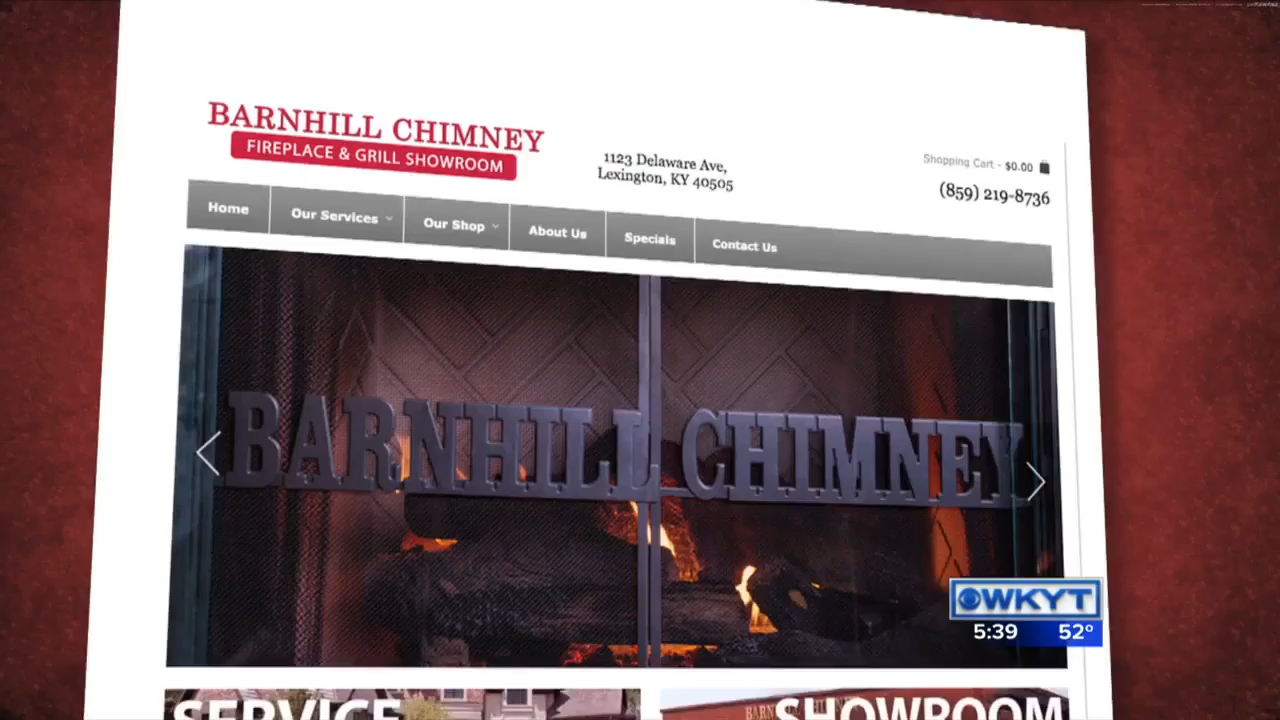 BARNHILL CHIMNEY
FIREPLACE & GRILL SHOWROOM
1123 Delaware Ave,
Lexington, KY 40505
Shopping Cart - $0.00
(859) 219-8736
Home
Our Services
Our Shop
About Us
Specials
Contact Us
BARNHILL CHIMNEY
WKYT
5:39 52°
SERVICE
SHOWROOM